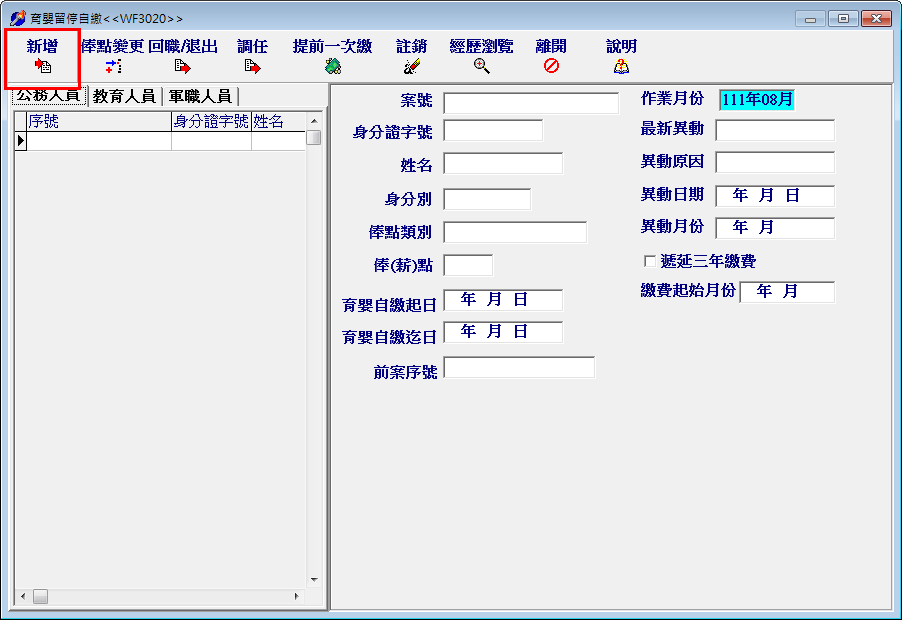 育嬰留停自繳<<WF3020>>
新增 俸點變更 回職/退出 調任 提前一次繳 註銷 經歷瀏覽 離開 說明
公務人員 教育人員 軍職人員
序號 身分證字號 姓名
案號
身分證字號
姓名
身分別
俸點類別
俸(薪)點
育嬰自繳起日 年 月 日
育嬰自繳迄日 年 月 日
前案序號
作業月份 111年08月
最新異動
異動原因
異動日期 年 月 日
異動月份 年 月
遞延三年繳費
繳費起始月份 年 月